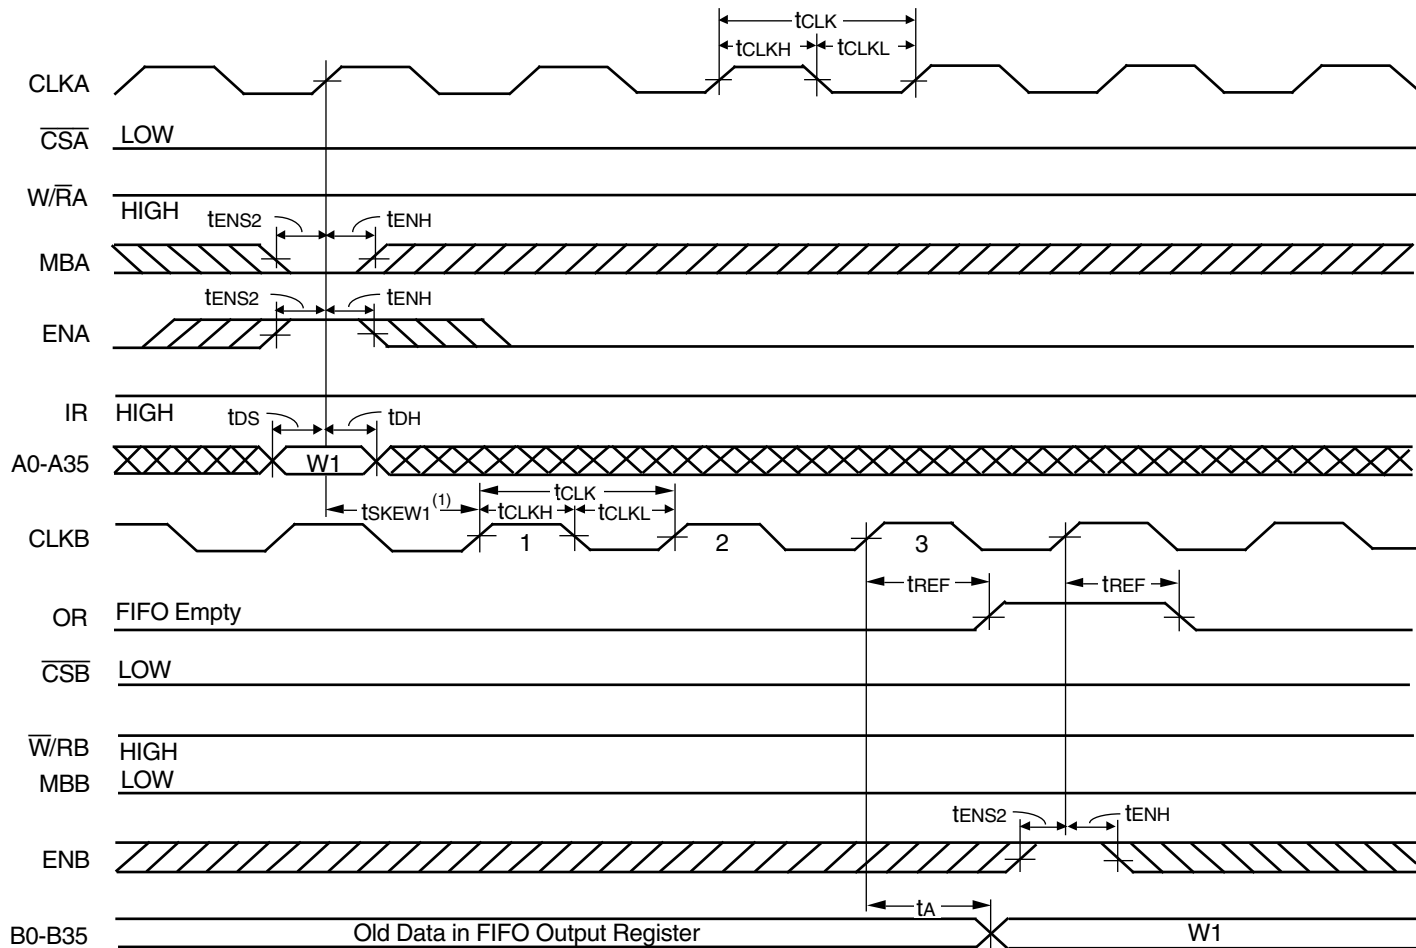 tCLK
tCLKH tCLKL
CLKA
CSA LOW
W/RA HIGH
tENS2 tENH
MBA
tENS2 tENH
ENA
IR HIGH
tDS tDH
A0-A35 W1
tSKEW1(1) tCLK
tCLKH tCLKL
CLKB 1 2 3
tREF tREF
OR FIFO Empty
CSB LOW
W/RB HIGH
MBB LOW
tENS2 tENH
ENB
tA
B0-B35 Old Data in FIFO Output Register W1